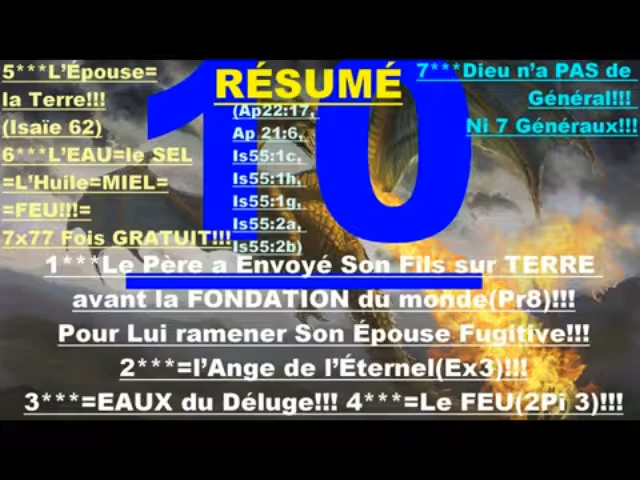 10
RÉSUMÉ
5***L’Épouse=
la Terre!!!
(Isaïe 62)
6***L'EAU=le SEL
=L'Huile=MIEL=
=FEU!!!=
7x77 Fois GRATUIT!!!
(Ap22:17,
Ap 21:6,
Is55:1c,
Is55:1h,
Is55:1g,
Is55:2a,
Is55:2b)
7***Dieu n’a PAS de
Général!!!
Ni 7 Généraux!!!
1***Le Père a Envoyé Son Fils sur TERRE
avant la FONDATION du monde(Pr8)!!!
Pour Lui ramener Son Épouse Fugitive!!!
2***=l’Ange de l’Éternel(Ex3)!!!
3***=EAUX du Déluge!!! 4***=Le FEU(2Pi 3)!!!